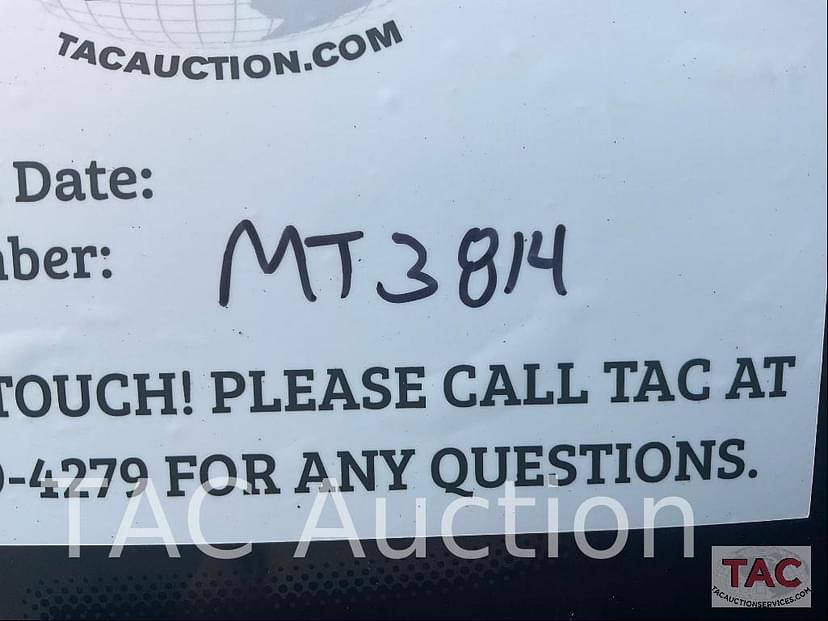 TACAUCTION.COM
Date:
ber: MT3814
TOUCH! PLEASE CALL TAC AT
-4279 FOR ANY QUESTIONS.
TAC Auction
TAC
TACAUCTIONSERVICES.COM